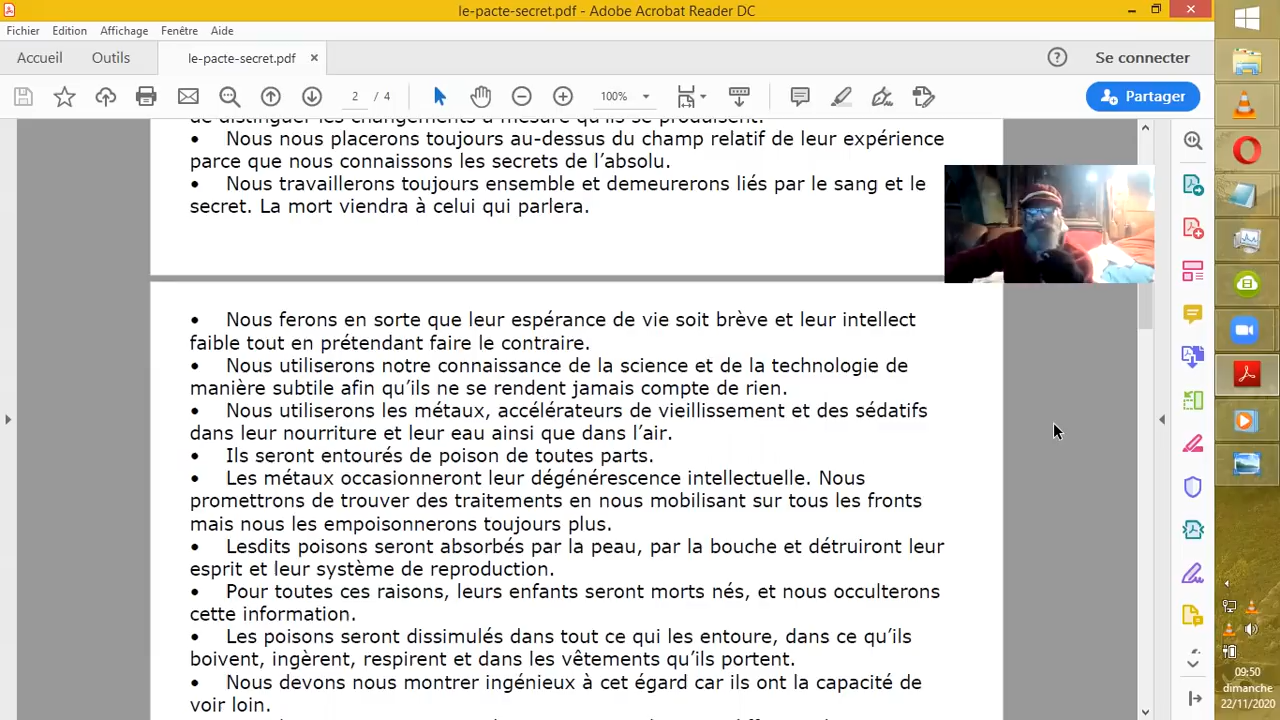 le-pacte-secret.pdf - Adobe Acrobat Reader DC
Fichier Edition Affichage Fenêtre Aide
Accueil Outils le-pacte-secret.pdf × Se connecter
2 / 4 100% Partager
de distinguer les changements à mesure qu'ils se produisent.
• Nous nous placerons toujours au-dessus du champ relatif de leur expérience
parce que nous connaissons les secrets de l'absolu.
• Nous travaillerons toujours ensemble et demeurerons liés par le sang et le
secret. La mort viendra à celui qui parlera.
• Nous ferons en sorte que leur espérance de vie soit brève et leur intellect
faible tout en prétendant faire le contraire.
• Nous utiliserons notre connaissance de la science et de la technologie de
manière subtile afin qu'ils ne se rendent jamais compte de rien.
• Nous utiliserons les métaux, accélérateurs de vieillissement et des sédatifs
dans leur nourriture et leur eau ainsi que dans l'air.
• Ils seront entourés de poison de toutes parts.
• Les métaux occasionneront leur dégénérescence intellectuelle. Nous
promettrons de trouver des traitements en nous mobilisant sur tous les fronts
mais nous les empoisonnerons toujours plus.
• Lesdits poisons seront absorbés par la peau, par la bouche et détruiront leur
esprit et leur système de reproduction.
• Pour toutes ces raisons, leurs enfants seront morts nés, et nous occulterons
cette information.
• Les poisons seront dissimulés dans tout ce qui les entoure, dans ce qu'ils
boivent, ingèrent, respirent et dans les vêtements qu'ils portent.
• Nous devons nous montrer ingénieux à cet égard car ils ont la capacité de
voir loin.
09:50
dimanche
22/11/2020